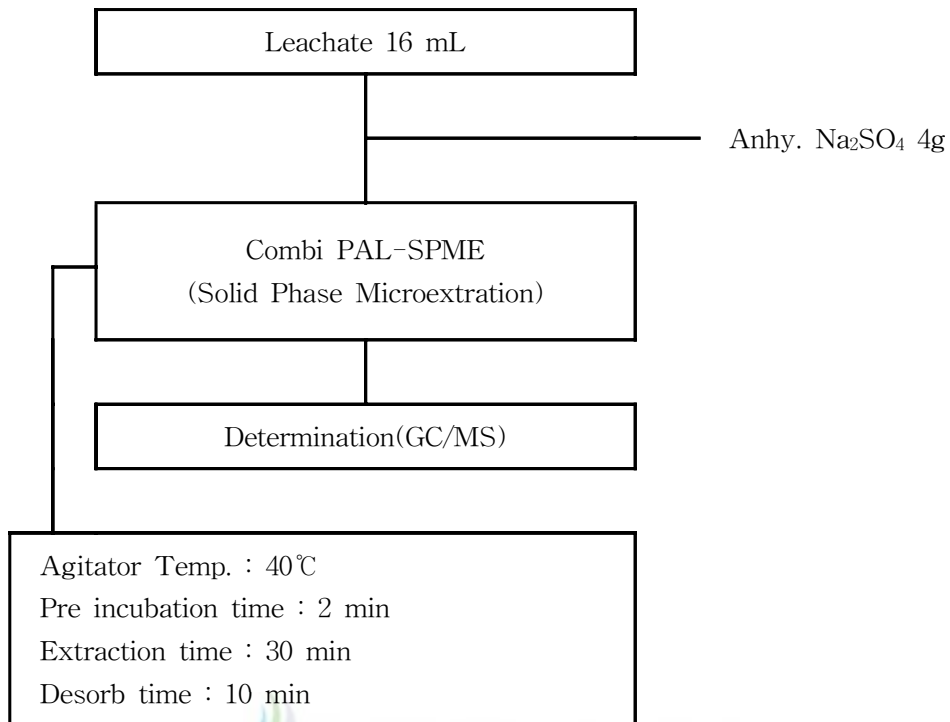 Leachate 16 mL
Anhy. Na₂SO₄ 4g
Combi PAL-SPME
(Solid Phase Microextration)
Determination(GC/MS)
Agitator Temp. : 40℃
Pre incubation time : 2 min
Extraction time : 30 min
Desorb time : 10 min